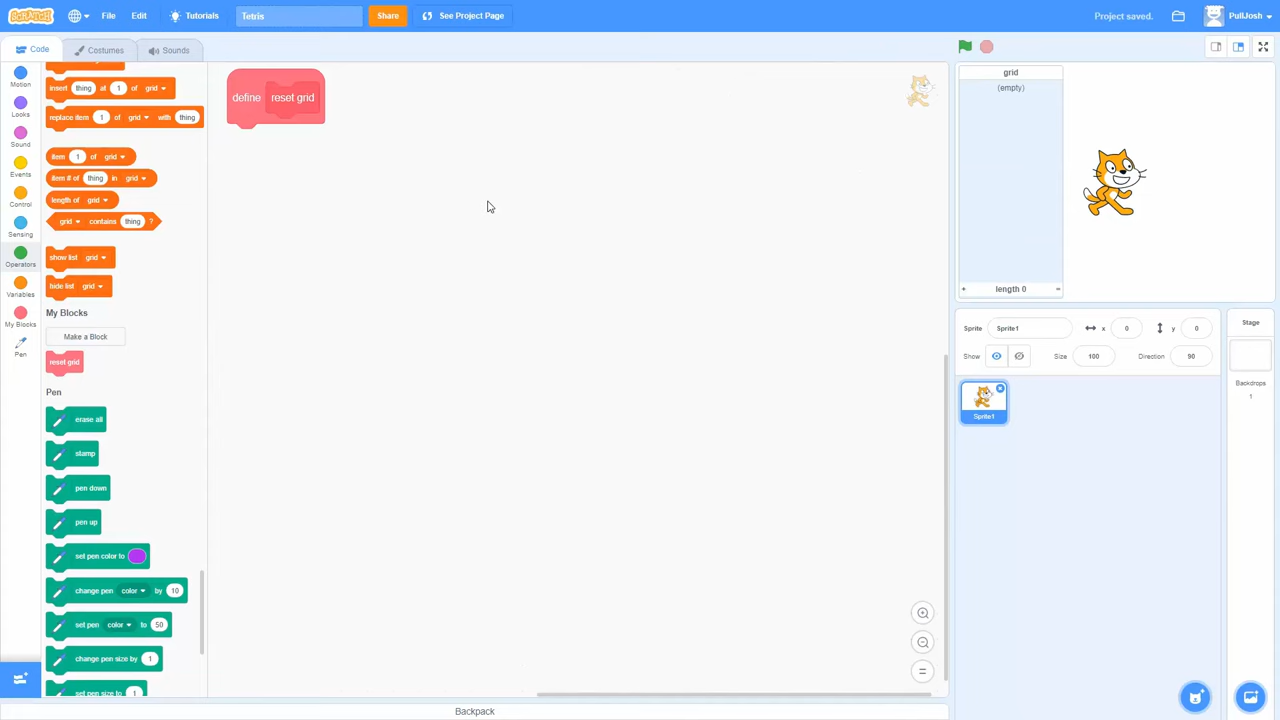 SCRATCH File Edit Tutorials Tetris Share See Project Page Project saved. PullJosh
Code Costumes Sounds
Motion
Looks
Sound
Events
Control
Sensing
Operators
Variables
My Blocks
Pen
insert thing at 1 of grid
replace item 1 of grid with thing
item 1 of grid
item # of thing in grid
length of grid
grid contains thing ?
show list grid
hide list grid
My Blocks
Make a Block
reset grid
Pen
erase all
stamp
pen down
pen up
set pen color to
change pen color by 10
set pen color to 50
change pen size by 1
set pen size to 1
define reset grid
grid
(empty)
+ length 0 =
Sprite Sprite1 x 0 y 0
Show Size 100 Direction 90
Sprite1
Stage
Backdrops
1
Backpack